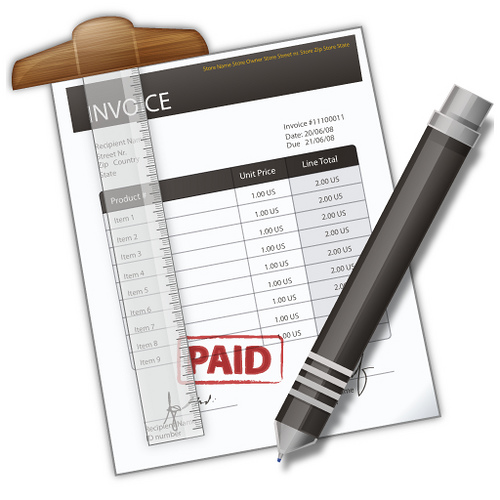 Store Name Store Owner Store Street nr. Store Zip Store State
INVOICE
Invoice #11100011
Date: 20/06/08
Due 21/06/08
Recipient Name
Street Nr.
Zip Country
State
Product # Unit Price Line Total
Item 1 1.00 US 2.00 US
Item 2 1.00 US 2.00 US
Item 3 1.00 US 2.00 US
Item 4 1.00 US 2.00 US
Item 5 1.00 US 2.00 US
Item 6 1.00 US 2.00 US
Item 7 1.00 US 2.0
Item 8 1.00 US
Item 9 .00 US
PAID
Recipient Na
ID number